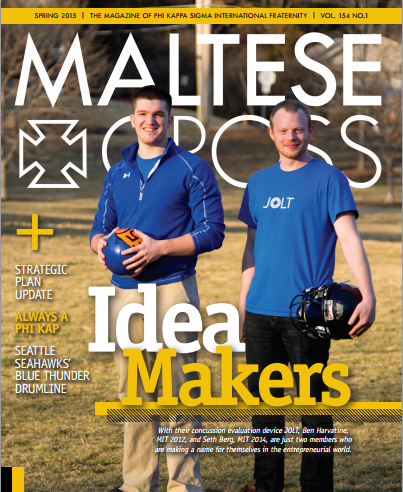 SPRING 2015 | THE MAGAZINE OF PHI KAPPA SIGMA INTERNATIONAL FRATERNITY | VOL. 154 NO.1
MALTESE
CROSS
JOLT
+
STRATEGIC
PLAN
UPDATE
ALWAYS A
PHI KAP
SEATTLE
SEAHAWKS'
BLUE THUNDER
DRUMLINE
Idea
Makers
With their concussion evaluation device JOLT, Ben Harvatine,
MIT 2012, and Seth Berg, MIT 2014, are just two members who
are making a name for themselves in the entrepreneurial world.